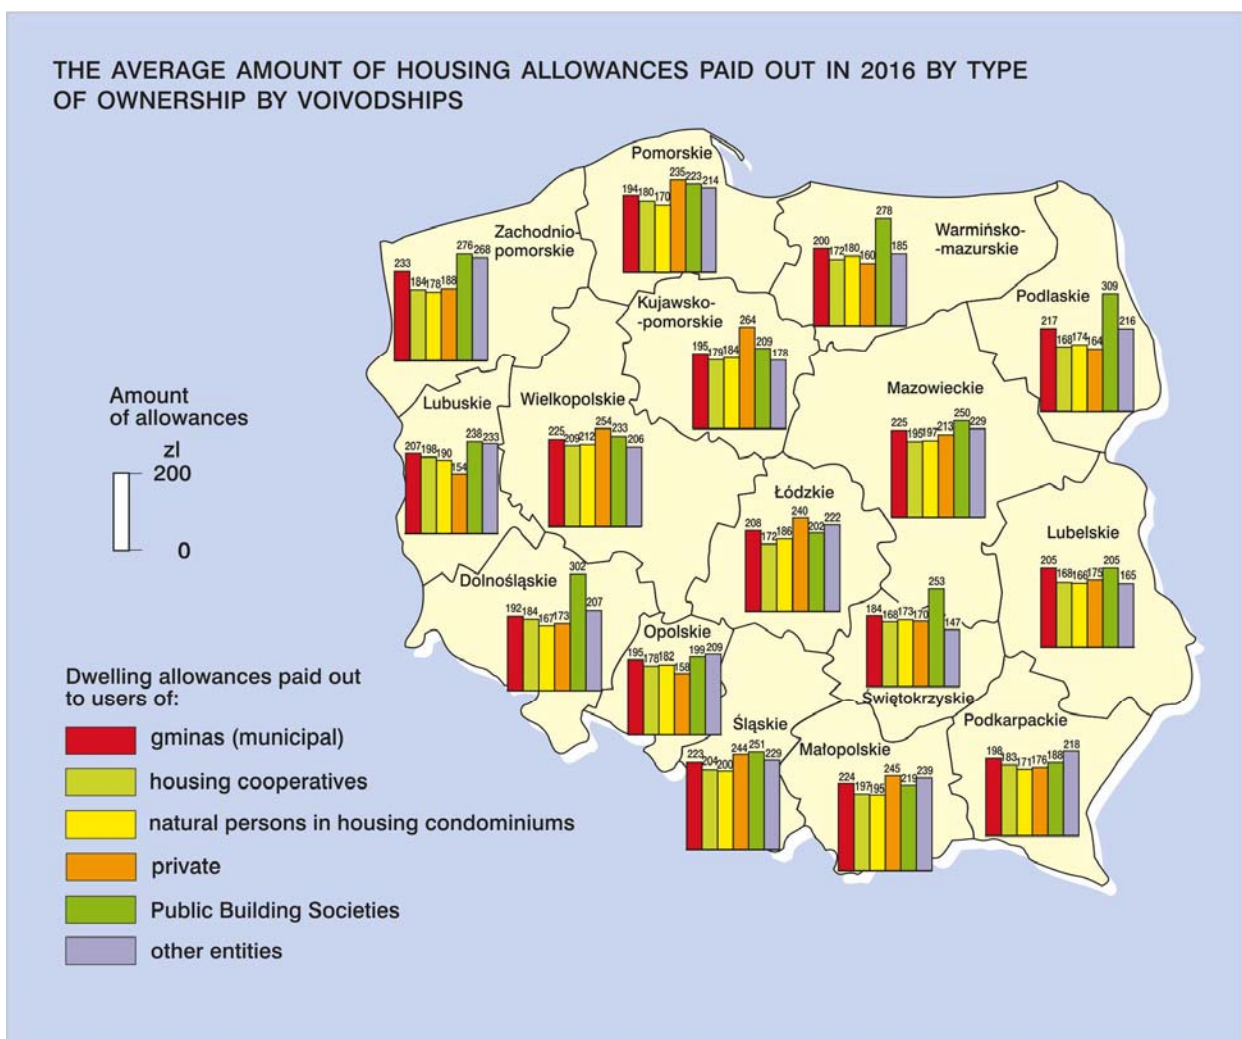 THE AVERAGE AMOUNT OF HOUSING ALLOWANCES PAID OUT IN 2016 BY TYPE
OF OWNERSHIP BY VOIVODSHIPS
Pomorskie
194 180 170 235 223 214
Zachodnio-
pomorskie
233 184 178 188 276 268
Warmińsko-
-mazurskie
200 172 180 160 278 185
Podlaskie
217 168 174 164 309 216
Kujawsko-
-pomorskie
195 179 184 264 209 178
Mazowieckie
225 195 197 213 250 229
Lubuskie
207 198 190 154 238 233
Wielkopolskie
225 209 212 254 233 206
Łódzkie
208 172 186 240 202 222
Lubelskie
205 168 166 175 205 165
Dolnośląskie
192 184 167 173 302 207
Opolskie
195 178 182 158 199 209
184 168 173 170 253 147
Świętokrzyskie
Śląskie
223 204 200 244 251 229
Małopolskie
224 197 195 245 219 239
Podkarpackie
198 183 171 176 188 218
Amount
of allowances
zl
200
0
Dwelling allowances paid out
to users of:
gminas (municipal)
housing cooperatives
natural persons in housing condominiums
private
Public Building Societies
other entities